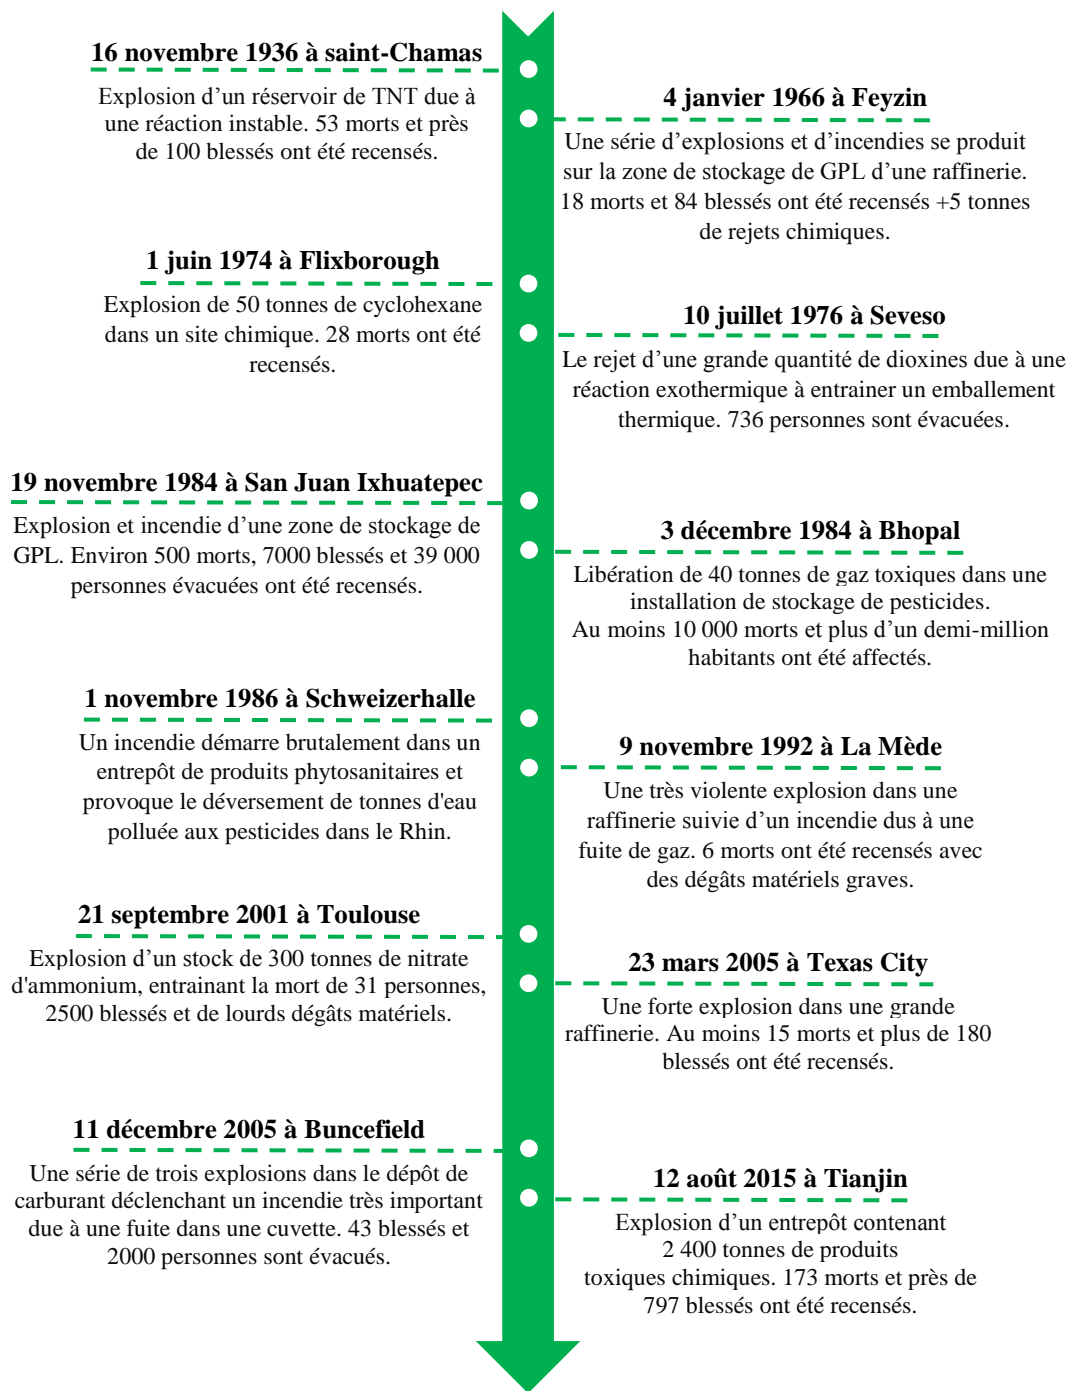 16 novembre 1936 à saint-Chamas
Explosion d’un réservoir de TNT due à
une réaction instable. 53 morts et près
de 100 blessés ont été recensés.
4 janvier 1966 à Feyzin
Une série d’explosions et d’incendies se produit
sur la zone de stockage de GPL d’une raffinerie.
18 morts et 84 blessés ont été recensés +5 tonnes
de rejets chimiques.
1 juin 1974 à Flixborough
Explosion de 50 tonnes de cyclohexane
dans un site chimique. 28 morts ont été
recensés.
10 juillet 1976 à Seveso
Le rejet d’une grande quantité de dioxines due à une
réaction exothermique à entrainer un emballement
thermique. 736 personnes sont évacuées.
19 novembre 1984 à San Juan Ixhuatepec
Explosion et incendie d’une zone de stockage de
GPL. Environ 500 morts, 7000 blessés et 39 000
personnes évacuées ont été recensés.
3 décembre 1984 à Bhopal
Libération de 40 tonnes de gaz toxiques dans une
installation de stockage de pesticides.
Au moins 10 000 morts et plus d’un demi-million
habitants ont été affectés.
1 novembre 1986 à Schweizerhalle
Un incendie démarre brutalement dans un
entrepôt de produits phytosanitaires et
provoque le déversement de tonnes d'eau
polluée aux pesticides dans le Rhin.
9 novembre 1992 à La Mède
Une très violente explosion dans une
raffinerie suivie d’un incendie dus à une
fuite de gaz. 6 morts ont été recensés avec
des dégâts matériels graves.
21 septembre 2001 à Toulouse
Explosion d’un stock de 300 tonnes de nitrate
d'ammonium, entrainant la mort de 31 personnes,
2500 blessés et de lourds dégâts matériels.
23 mars 2005 à Texas City
Une forte explosion dans une grande
raffinerie. Au moins 15 morts et plus de 180
blessés ont été recensés.
11 décembre 2005 à Buncefield
Une série de trois explosions dans le dépôt de
carburant déclenchant un incendie très important
due à une fuite dans une cuvette. 43 blessés et
2000 personnes sont évacués.
12 août 2015 à Tianjin
Explosion d’un entrepôt contenant
2 400 tonnes de produits
toxiques chimiques. 173 morts et près de
797 blessés ont été recensés.